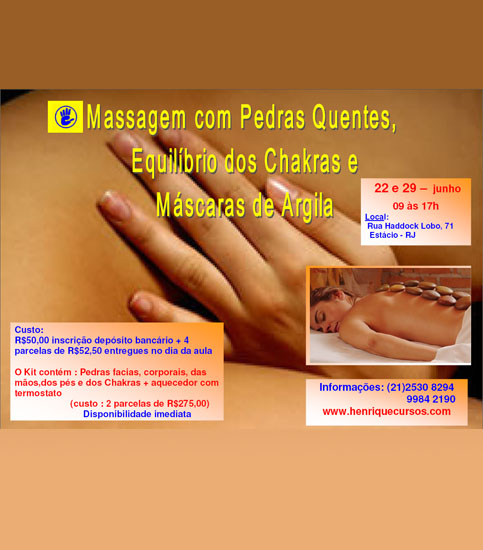 Massagem com Pedras Quentes,
Equilíbrio dos Chakras e
Máscaras de Argila
22 e 29 – junho
09 às 17h
Local:
Rua Haddock Lobo, 71
Estácio - RJ
Custo:
R$50,00 inscrição depósito bancário + 4
parcelas de R$52,50 entregues no dia da aula
O Kit contém : Pedras facias, corporais, das
mãos,dos pés e dos Chakras + aquecedor com
termostato
(custo : 2 parcelas de R$275,00)
Disponibilidade imediata
Informações: (21)2530 8294
9984 2190
www.henriquecursos.com